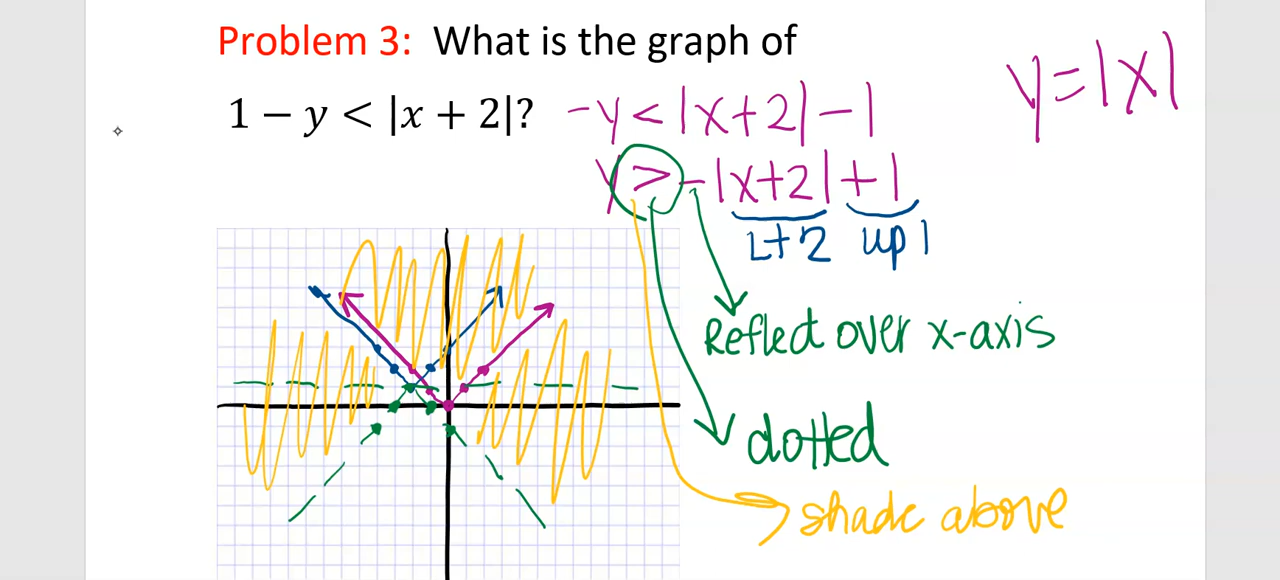 Problem 3: What is the graph of
1 − y < |x + 2|?
-y < |x+2| - 1
y = |x|
y > -|x+2| + 1
L+2 up 1
Reflect over x-axis
dotted
shade above